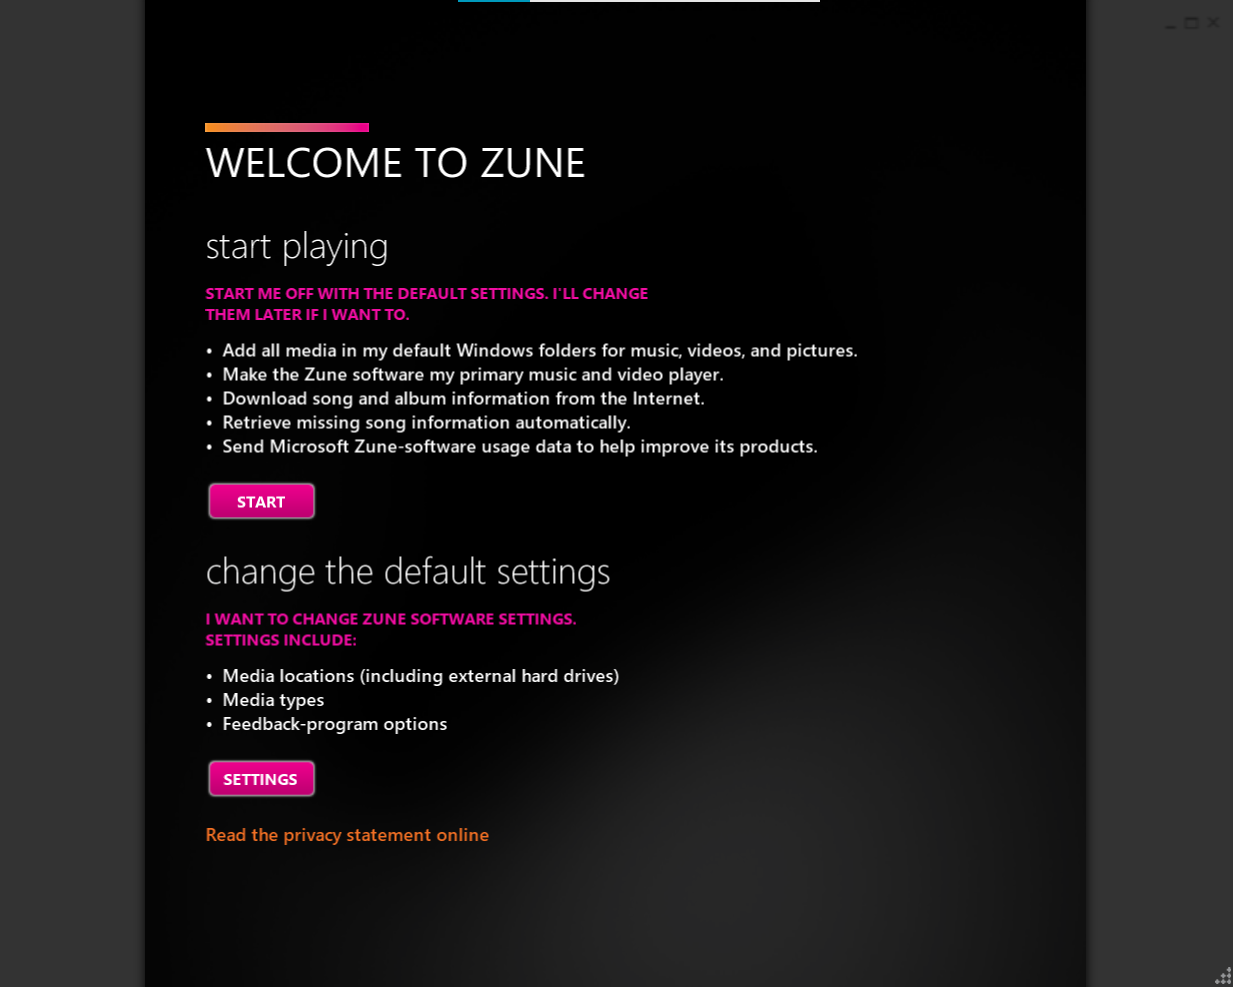 WELCOME TO ZUNE
start playing
START ME OFF WITH THE DEFAULT SETTINGS. I'LL CHANGE
THEM LATER IF I WANT TO.
• Add all media in my default Windows folders for music, videos, and pictures.
• Make the Zune software my primary music and video player.
• Download song and album information from the Internet.
• Retrieve missing song information automatically.
• Send Microsoft Zune-software usage data to help improve its products.
START
change the default settings
I WANT TO CHANGE ZUNE SOFTWARE SETTINGS.
SETTINGS INCLUDE:
• Media locations (including external hard drives)
• Media types
• Feedback-program options
SETTINGS
Read the privacy statement online